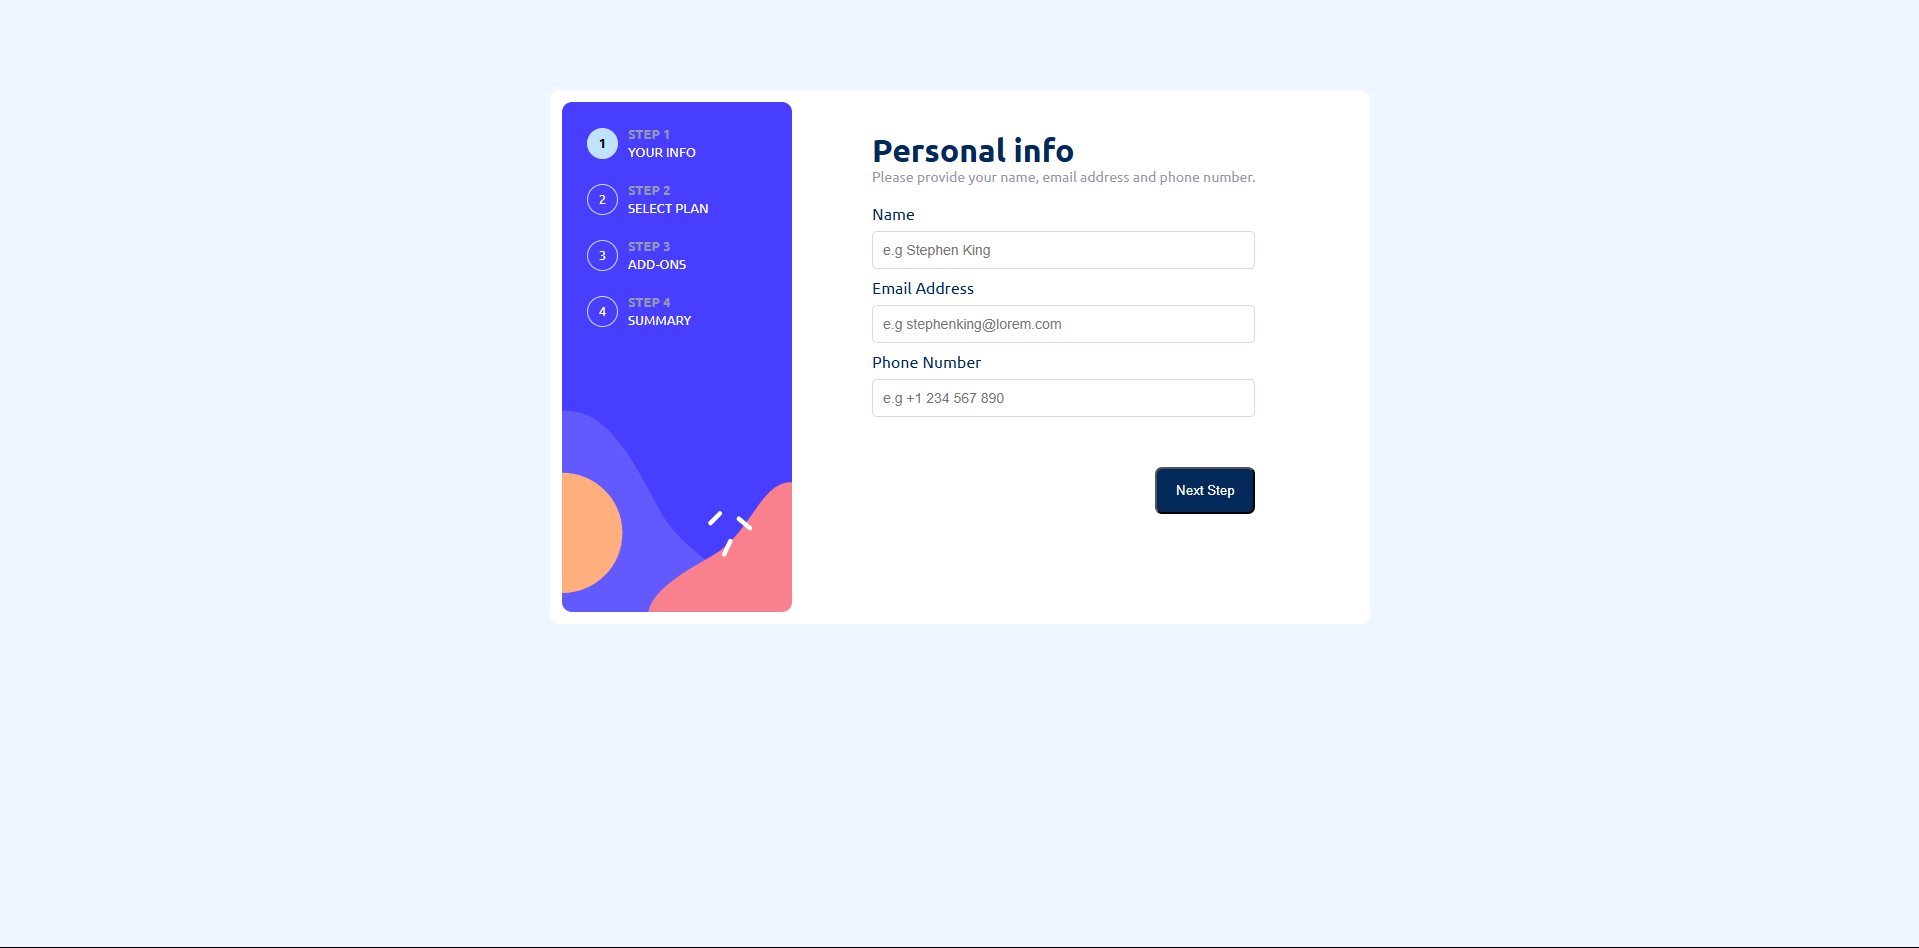 1
STEP 1
YOUR INFO
2
STEP 2
SELECT PLAN
3
STEP 3
ADD-ONS
4
STEP 4
SUMMARY
Personal info
Please provide your name, email address and phone number.
Name
e.g Stephen King
Email Address
e.g stephenking@lorem.com
Phone Number
e.g +1 234 567 890
Next Step